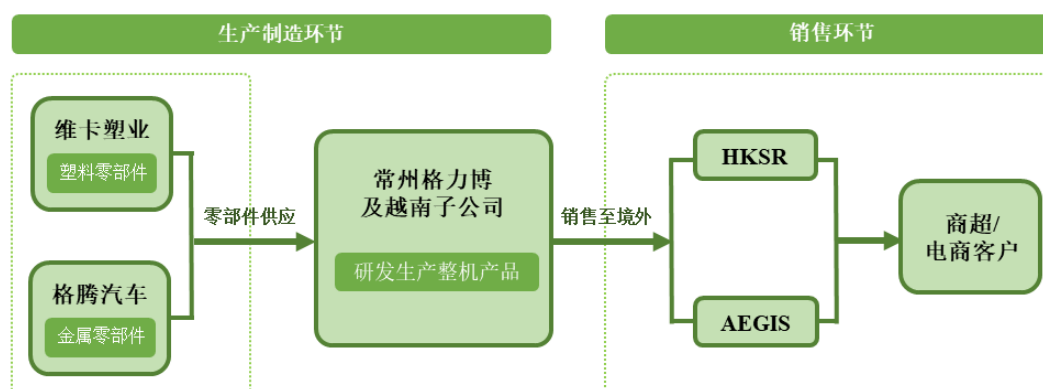 生产制造环节
销售环节
维卡塑业
塑料零部件
格腾汽车
金属零部件
零部件供应
常州格力博
及越南子公司
研发生产整机产品
销售至境外
HKSR
AEGIS
商超/
电商客户